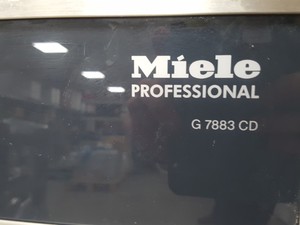 Miele
PROFESSIONAL
G 7883 CD